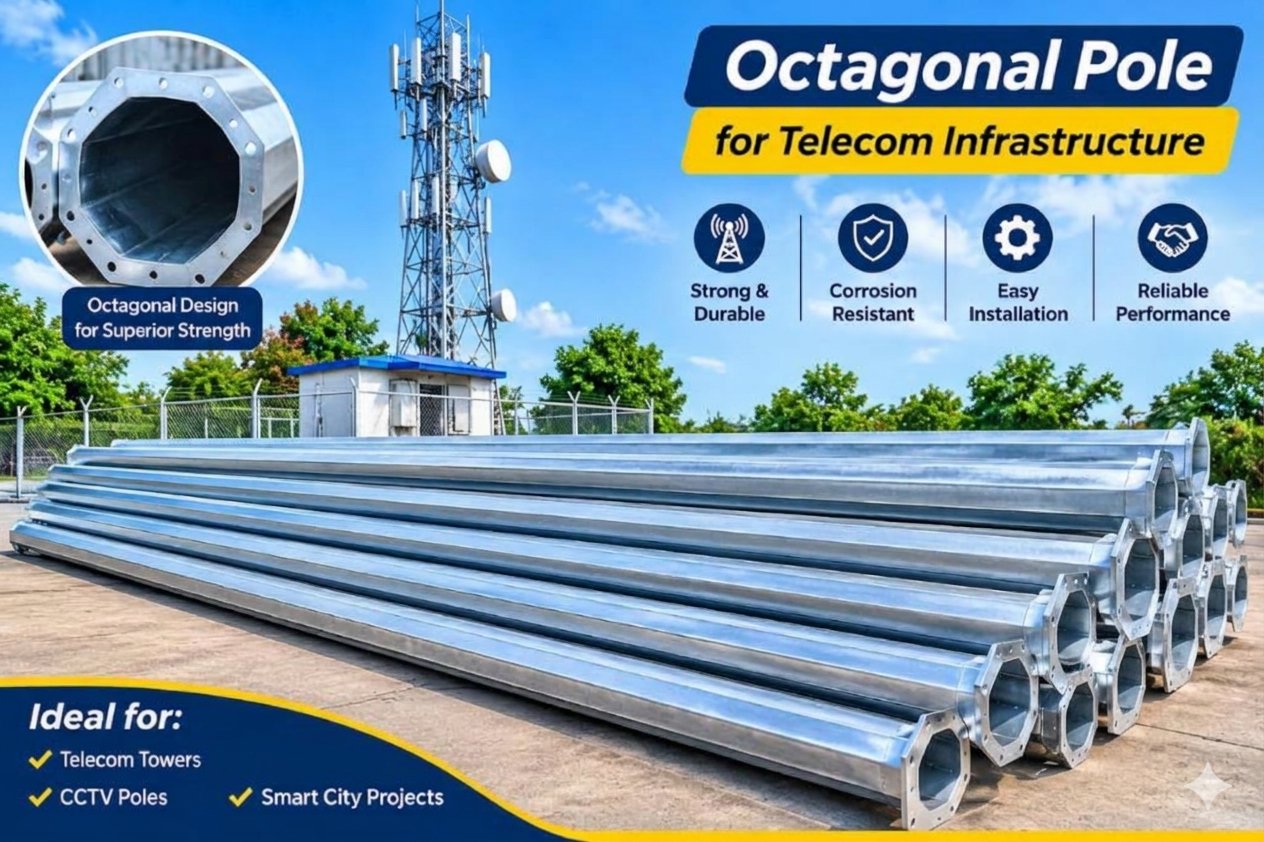 Octagonal Pole
for Telecom Infrastructure
Strong &
Durable
Corrosion
Resistant
Easy
Installation
Reliable
Performance
Octagonal Design
for Superior Strength
Ideal for:
Telecom Towers
CCTV Poles
Smart City Projects